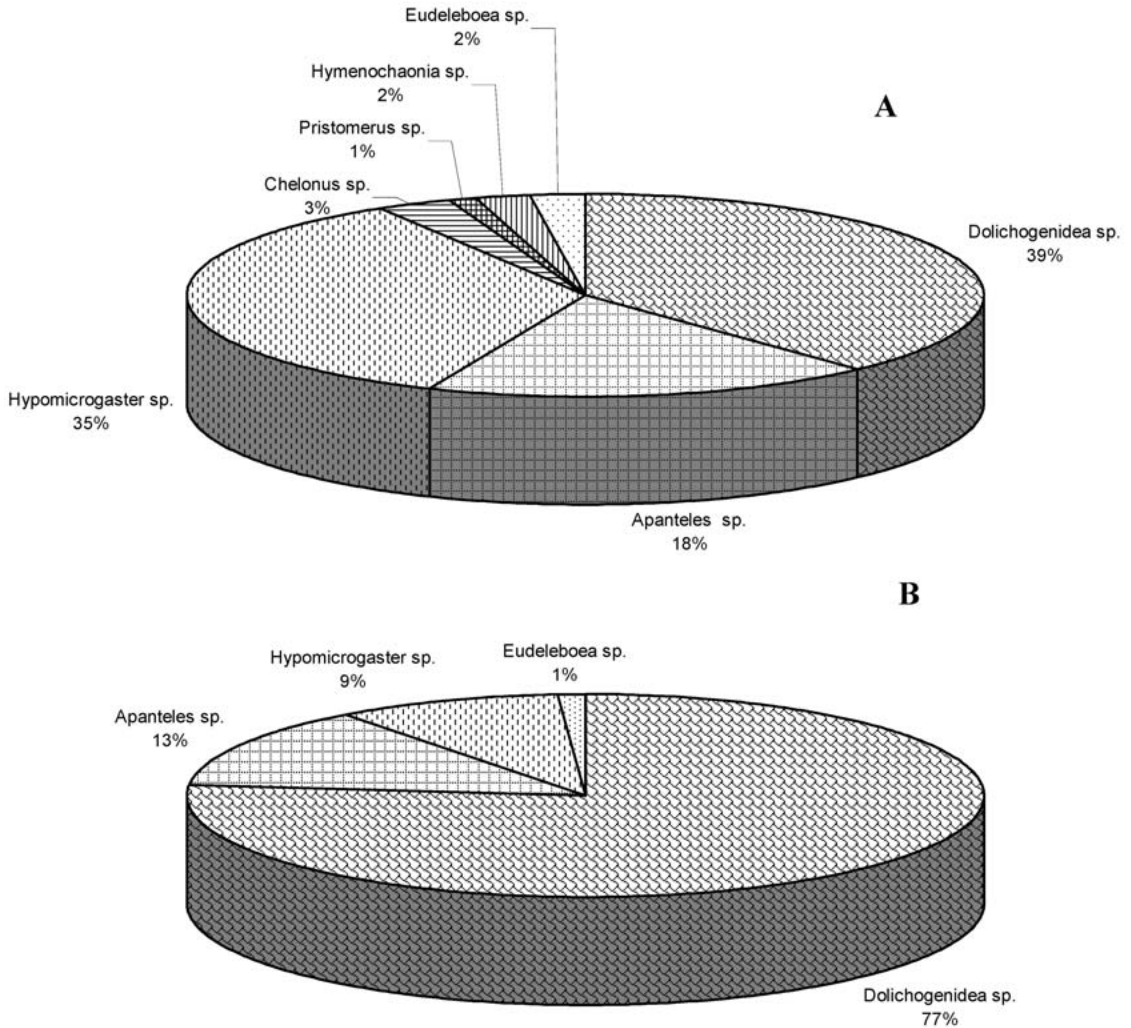 Eudeleboea sp.
2%
Hymenochaonia sp.
2%
A
Pristomerus sp.
1%
Chelonus sp.
3%
Dolichogenidea sp.
39%
Hypomicrogaster sp.
35%
Apanteles sp.
18%
B
Eudeleboea sp.
1%
Hypomicrogaster sp.
9%
Apanteles sp.
13%
Dolichogenidea sp.
77%